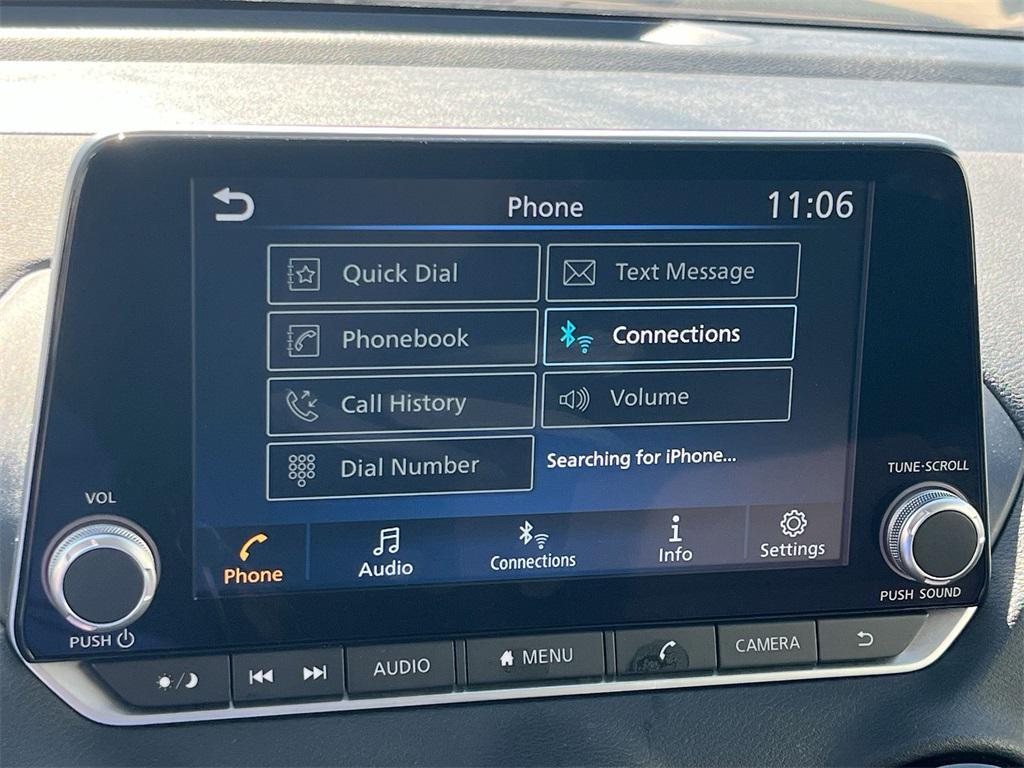 Phone
11:06
Quick Dial
Text Message
Phonebook
Connections
Call History
Volume
Dial Number
Searching for iPhone...
Phone
Audio
Connections
Info
Settings
VOL
PUSH
TUNE·SCROLL
PUSH SOUND
AUDIO
MENU
CAMERA